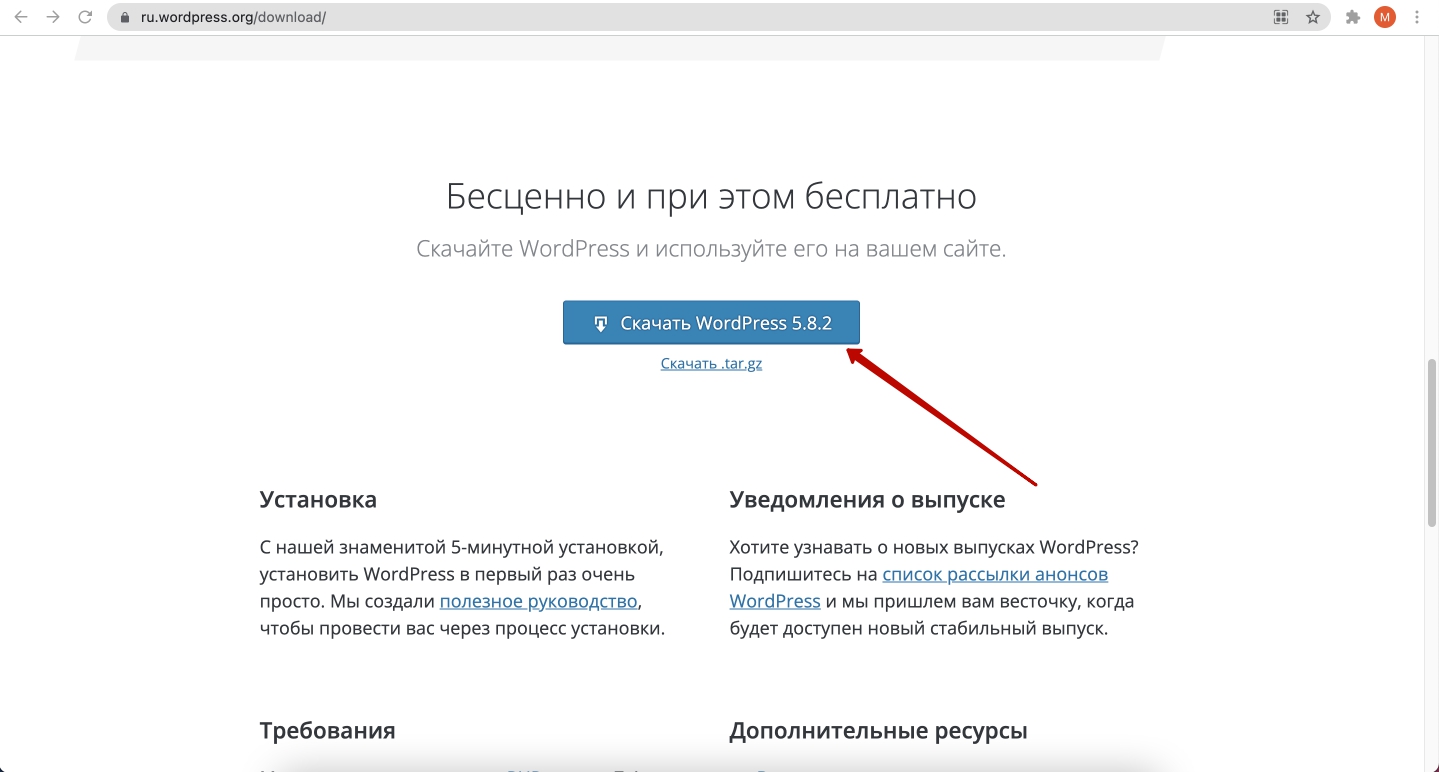 ru.wordpress.org/download/
M
Бесценно и при этом бесплатно
Скачайте WordPress и используйте его на вашем сайте.
Скачать WordPress 5.8.2
Скачать .tar.gz
Установка
С нашей знаменитой 5-минутной установкой,
установить WordPress в первый раз очень
просто. Мы создали полезное руководство,
чтобы провести вас через процесс установки.
Уведомления о выпуске
Хотите узнавать о новых выпусках WordPress?
Подпишитесь на список рассылки анонсов
WordPress и мы пришлем вам весточку, когда
будет доступен новый стабильный выпуск.
Требования
Дополнительные ресурсы